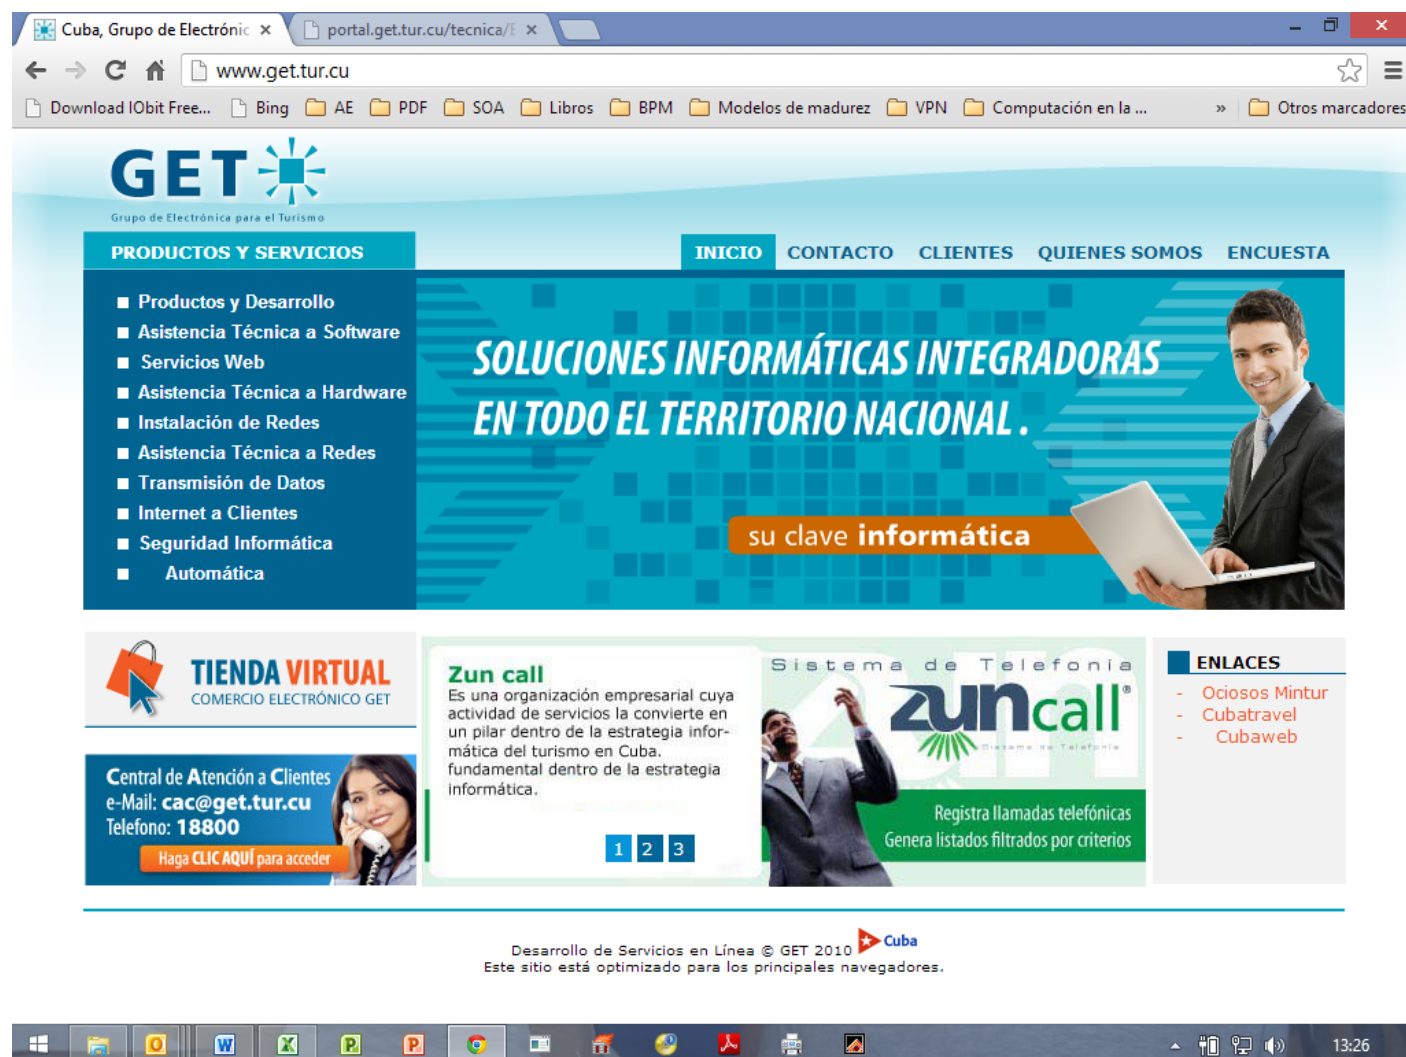 Cuba, Grupo de Electrónic
portal.get.tur.cu/tecnica/E
www.get.tur.cu
Download IObit Free... Bing AE PDF SOA Libros BPM Modelos de madurez VPN Computación en la ... » Otros marcadores
GET
Grupo de Electrónica para el Turismo
PRODUCTOS Y SERVICIOS
INICIO CONTACTO CLIENTES QUIENES SOMOS ENCUESTA
Productos y Desarrollo
Asistencia Técnica a Software
Servicios Web
Asistencia Técnica a Hardware
Instalación de Redes
Asistencia Técnica a Redes
Transmisión de Datos
Internet a Clientes
Seguridad Informática
Automática
SOLUCIONES INFORMÁTICAS INTEGRADORAS
EN TODO EL TERRITORIO NACIONAL .
su clave informática
TIENDA VIRTUAL
COMERCIO ELECTRÓNICO GET
Central de Atención a Clientes
e-Mail: cac@get.tur.cu
Telefono: 18800
Haga CLIC AQUÍ para acceder
Zun call
Es una organización empresarial cuya
actividad de servicios la convierte en
un pilar dentro de la estrategia infor-
mática del turismo en Cuba.
fundamental dentro de la estrategia
informática.
1 2 3
Sistema de Telefonía
zuncall®
Sistema de Telefonía
Registra llamadas telefónicas
Genera listados filtrados por criterios
ENLACES
- Ociosos Mintur
- Cubatravel
- Cubaweb
Desarrollo de Servicios en Línea © GET 2010 Cuba
Este sitio está optimizado para los principales navegadores.
13:26